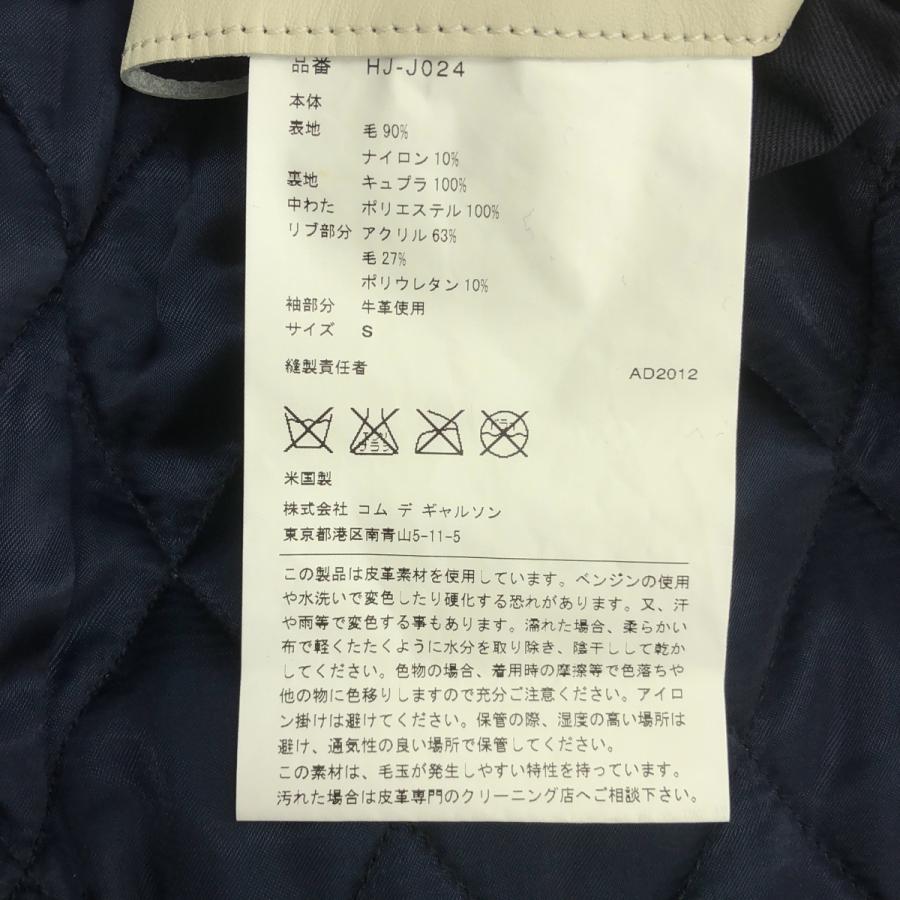 品番 HJ-J024
本体
表地 毛 90%
ナイロン 10%
裏地 キュプラ 100%
中わた ポリエステル 100%
リブ部分 アクリル 63%
毛 27%
ポリウレタン 10%
袖部分 牛革使用
サイズ S
縫製責任者 AD2012
エンソ
サラシ
ドライ
米国製
株式会社 コム デ ギャルソン
東京都港区南青山5-11-5
この製品は皮革素材を使用しています。ベンジンの使用
や水洗いで変色したり硬化する恐れがあります。又、汗
や雨等で変色する事もあります。濡れた場合、柔らかい
布で軽くたたくように水分を取り除き、陰干しして乾か
してください。色物の場合、着用時の摩擦等で色落ちや
他の物に色移りしますので充分ご注意ください。アイロ
ン掛けは避けてください。保管の際、湿度の高い場所は
避け、通気性の良い場所で保管してください。
この素材は、毛玉が発生しやすい特性を持っています。
汚れた場合は皮革専門のクリーニング店へご相談下さい。